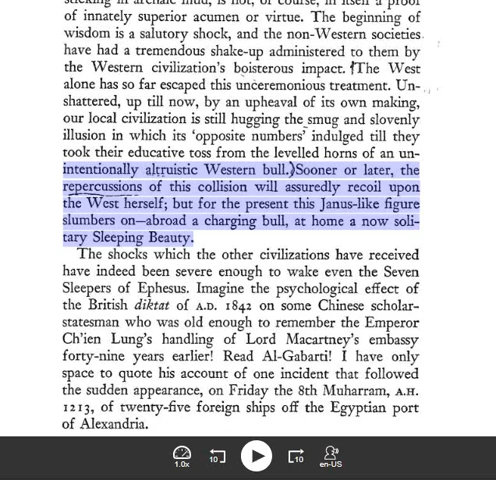 of innately superior acumen or virtue. The beginning of
wisdom is a salutory shock, and the non-Western societies
have had a tremendous shake-up administered to them by
the Western civilization's boisterous impact. The West
alone has so far escaped this unceremonious treatment. Un-
shattered, up till now, by an upheaval of its own making,
our local civilization is still hugging the smug and slovenly
illusion in which its 'opposite numbers' indulged till they
took their educative toss from the levelled horns of an un-
intentionally altruistic Western bull.)Sooner or later, the
repercussions of this collision will assuredly recoil upon
the West herself; but for the present this Janus-like figure
slumbers on—abroad a charging bull, at home a now soli-
tary Sleeping Beauty.
The shocks which the other civilizations have received
have indeed been severe enough to wake even the Seven
Sleepers of Ephesus. Imagine the psychological effect of
the British diktat of A.D. 1842 on some Chinese scholar-
statesman who was old enough to remember the Emperor
Ch'ien Lung's handling of Lord Macartney's embassy
forty-nine years earlier! Read Al-Gabarti! I have only
space to quote his account of one incident that followed
the sudden appearance, on Friday the 8th Muharram, A.H.
1213, of twenty-five foreign ships off the Egyptian port
of Alexandria.
1.0x
10
10
en-US